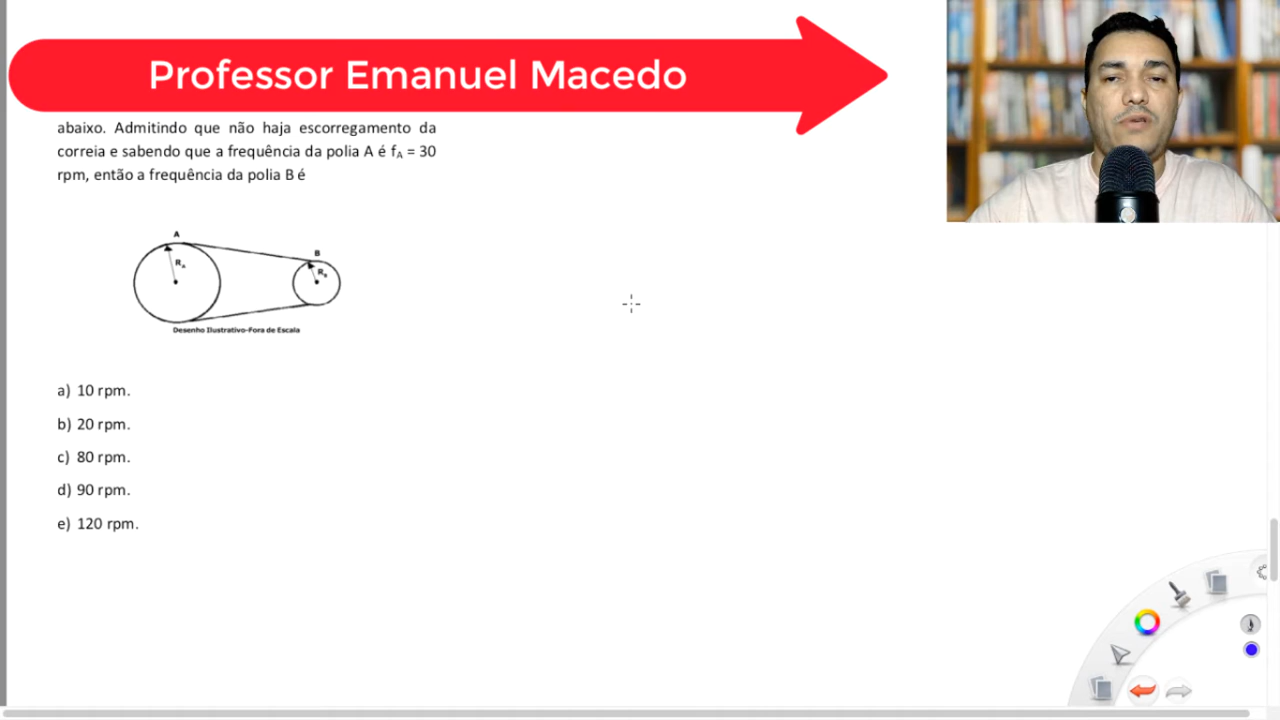 Professor Emanuel Macedo
abaixo. Admitindo que não haja escorregamento da
correia e sabendo que a frequência da polia A é fA = 30
rpm, então a frequência da polia B é
A
B
RA
RB
Desenho Ilustrativo-Fora de Escala
a) 10 rpm.
b) 20 rpm.
c) 80 rpm.
d) 90 rpm.
e) 120 rpm.